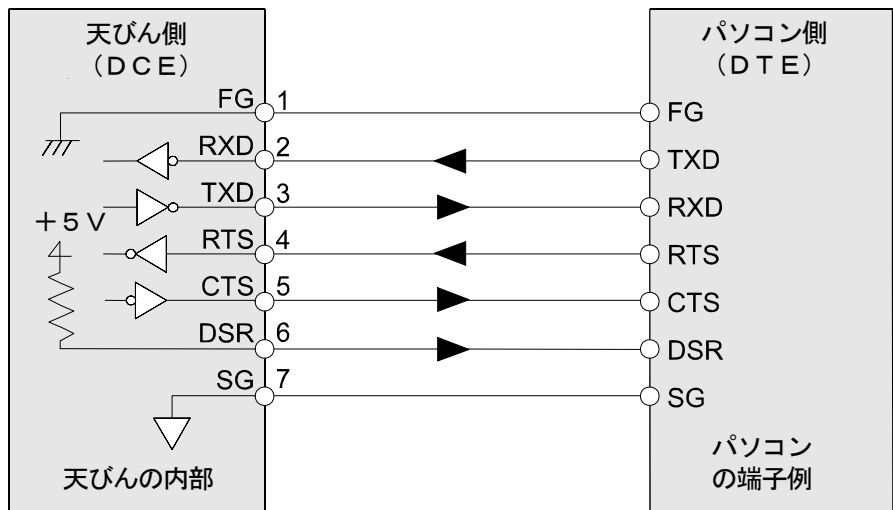 天びん側
（ＤＣＥ）
パソコン側
（ＤＴＥ）
FG 1
FG
RXD 2
TXD
TXD 3
RXD
＋５Ｖ
RTS 4
RTS
CTS 5
CTS
DSR 6
DSR
SG 7
SG
天びんの内部
パソコン
の端子例